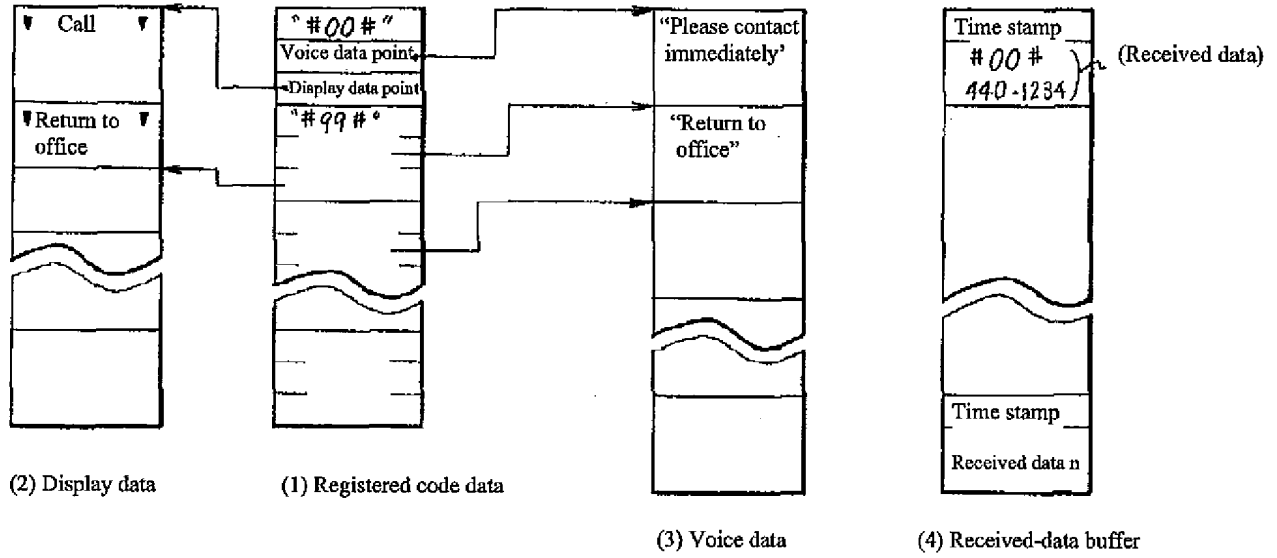 ▼ Call ▼
▼ Return to ▼
office
(2) Display data
"#00#"
Voice data point
Display data point
"#99#"
(1) Registered code data
“Please contact
immediately’
“Return to
office”
(3) Voice data
Time stamp
#00#
440-1234
(Received data)
Time stamp
Received data n
(4) Received-data buffer